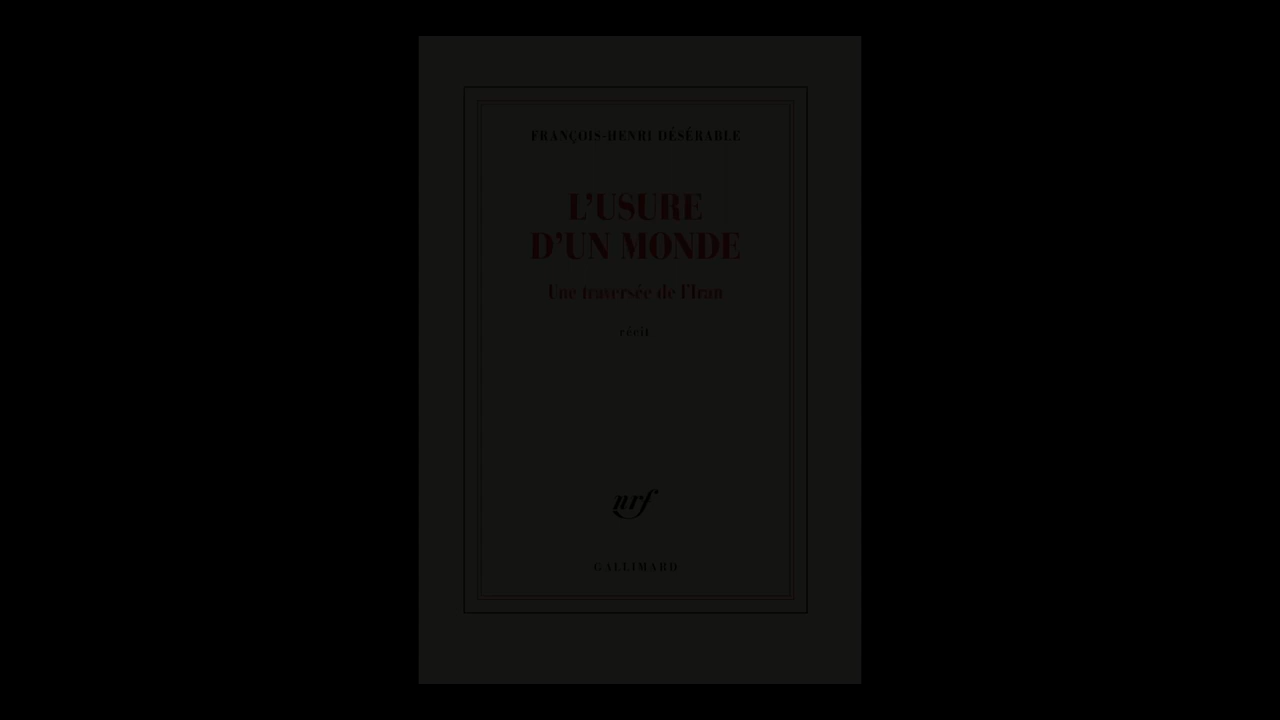 FRANÇOIS-HENRI DÉSÉRABLE
L'USURE
D'UN MONDE
Une traversée de l'Iran
récit
nrf
GALLIMARD